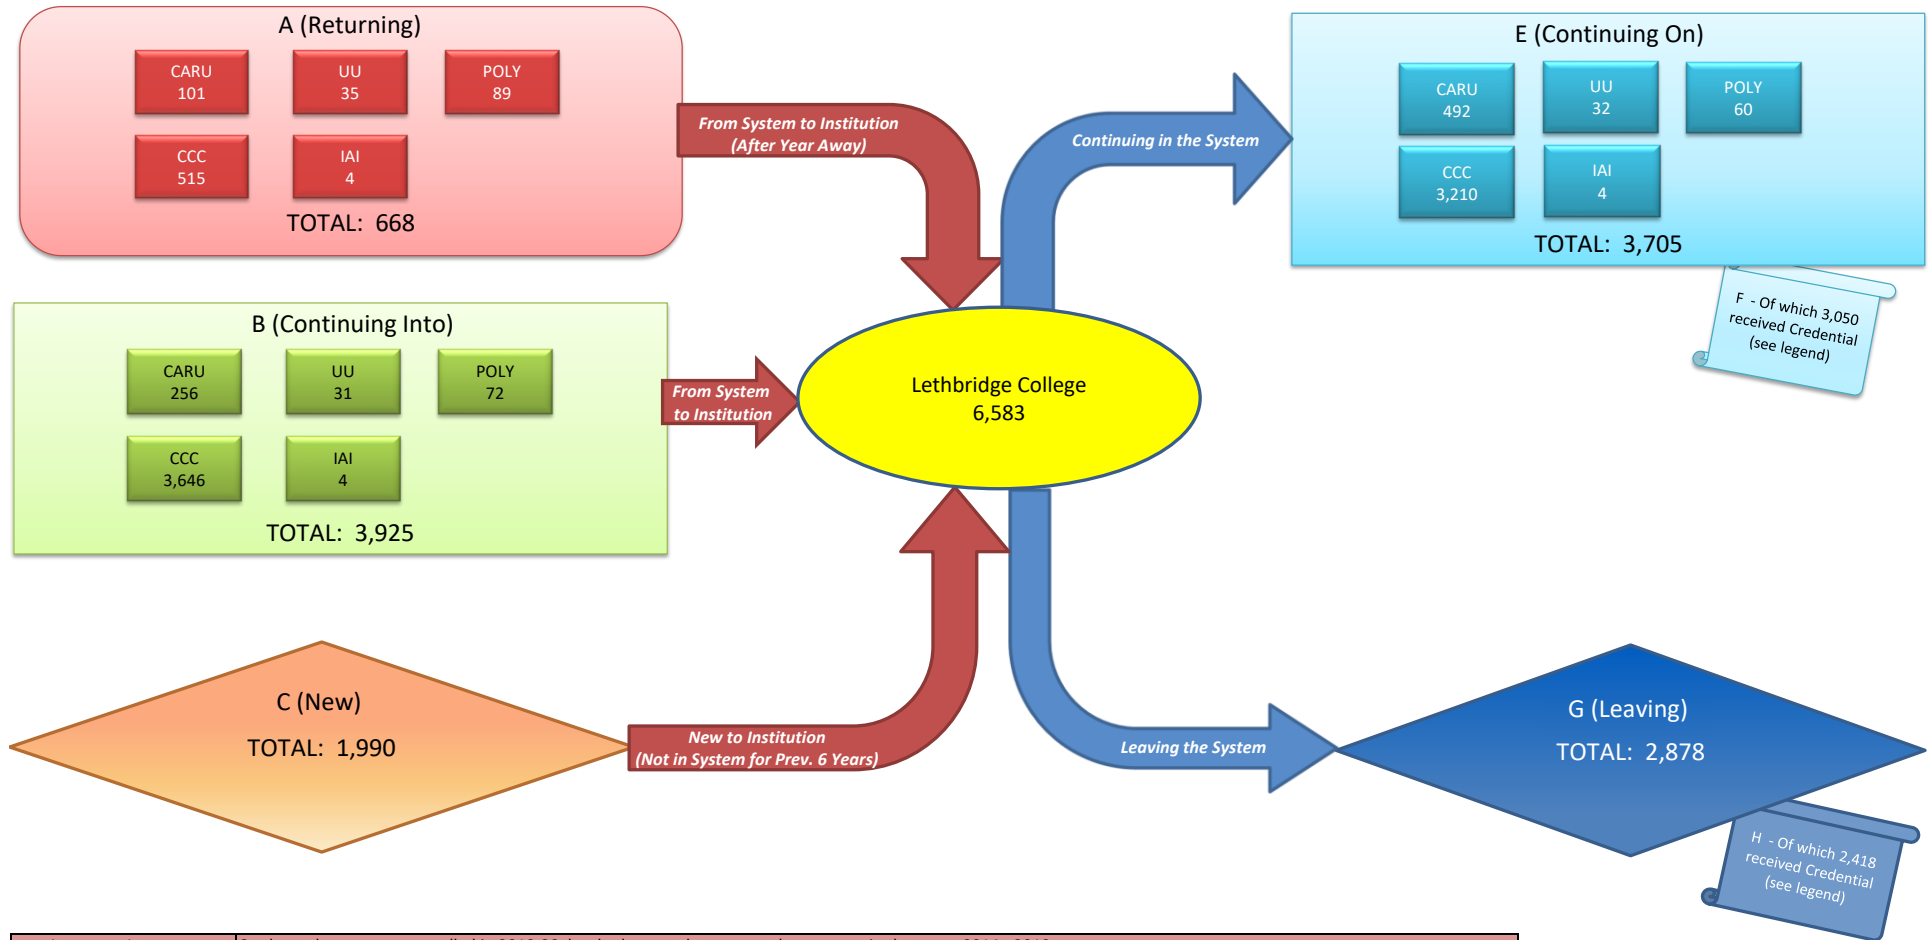 A (Returning)
CARU
101
UU
35
POLY
89
CCC
515
IAI
4
TOTAL: 668
From System to Institution
(After Year Away)
Continuing in the System
E (Continuing On)
CARU
492
UU
32
POLY
60
CCC
3,210
IAI
4
TOTAL: 3,705
F - Of which 3,050
received Credential
(see legend)
B (Continuing Into)
CARU
256
UU
31
POLY
72
CCC
3,646
IAI
4
TOTAL: 3,925
From System
to Institution
Lethbridge College
6,583
C (New)
TOTAL: 1,990
New to Institution
(Not in System for Prev. 6 Years)
Leaving the System
G (Leaving)
TOTAL: 2,878
H - Of which 2,418
received Credential
(see legend)